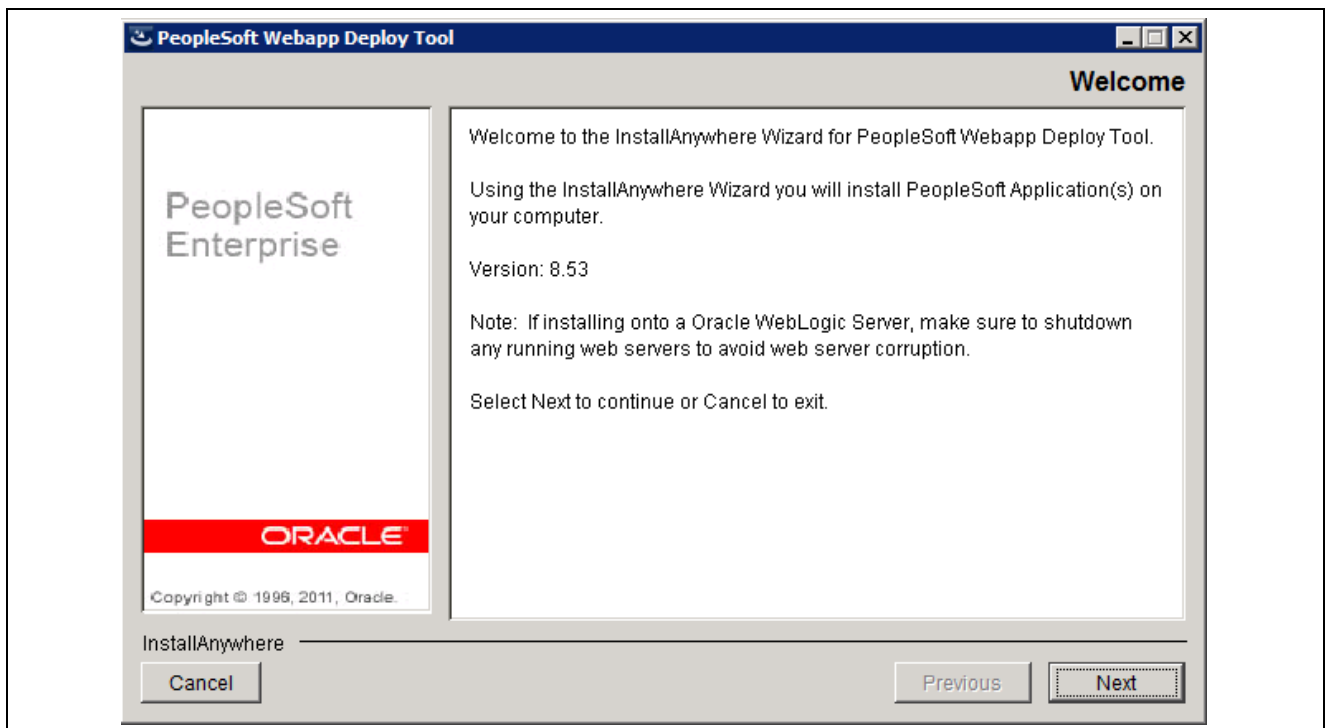 PeopleSoft Webapp Deploy Tool
Welcome
PeopleSoft
Enterprise
ORACLE
Copyright © 1996, 2011, Oracle.
Welcome to the InstallAnywhere Wizard for PeopleSoft Webapp Deploy Tool.
Using the InstallAnywhere Wizard you will install PeopleSoft Application(s) on
your computer.
Version: 8.53
Note:  If installing onto a Oracle WebLogic Server, make sure to shutdown
any running web servers to avoid web server corruption.
Select Next to continue or Cancel to exit.
InstallAnywhere
Cancel
Previous
Next